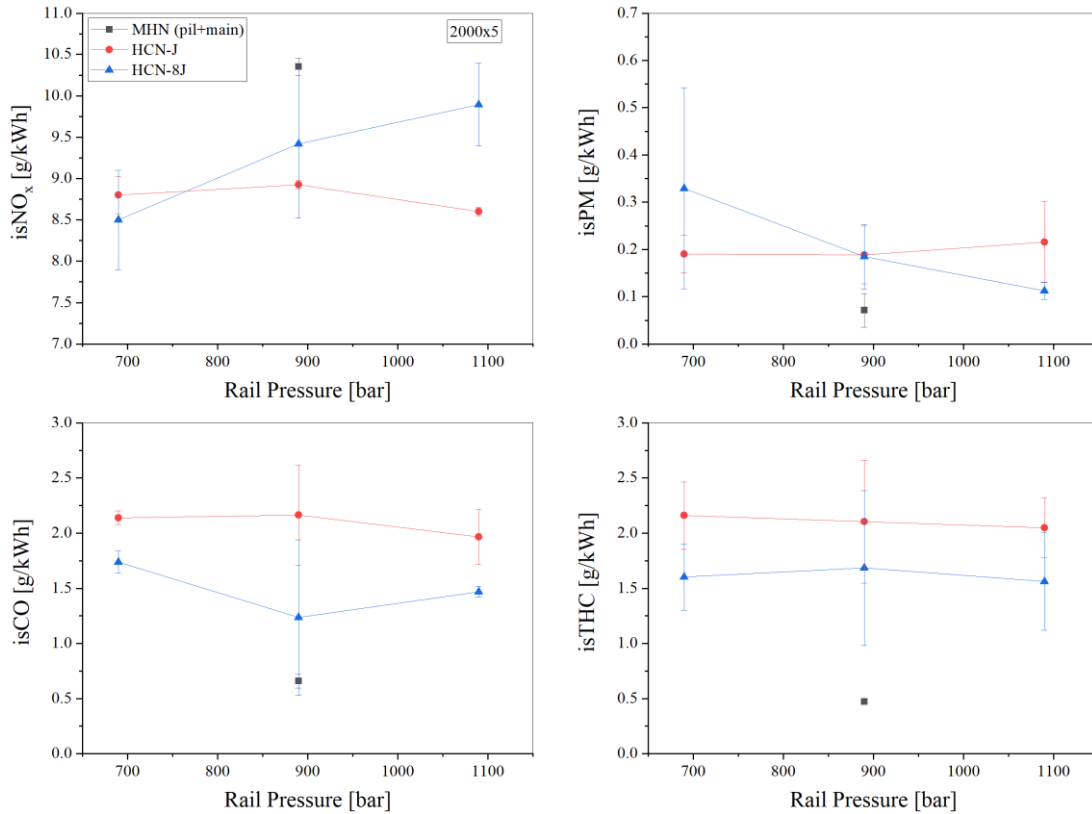 11.0
10.5
10.0
9.5
9.0
8.5
8.0
7.5
7.0
isNOx [g/kWh]
MHN (pil+main)
HCN-J
HCN-8J
2000x5
700 800 900 1000 1100
Rail Pressure [bar]
0.7
0.6
0.5
0.4
0.3
0.2
0.1
0.0
isPM [g/kWh]
700 800 900 1000 1100
Rail Pressure [bar]
3.0
2.5
2.0
1.5
1.0
0.5
0.0
isCO [g/kWh]
700 800 900 1000 1100
Rail Pressure [bar]
3.0
2.5
2.0
1.5
1.0
0.5
0.0
isTHC [g/kWh]
700 800 900 1000 1100
Rail Pressure [bar]